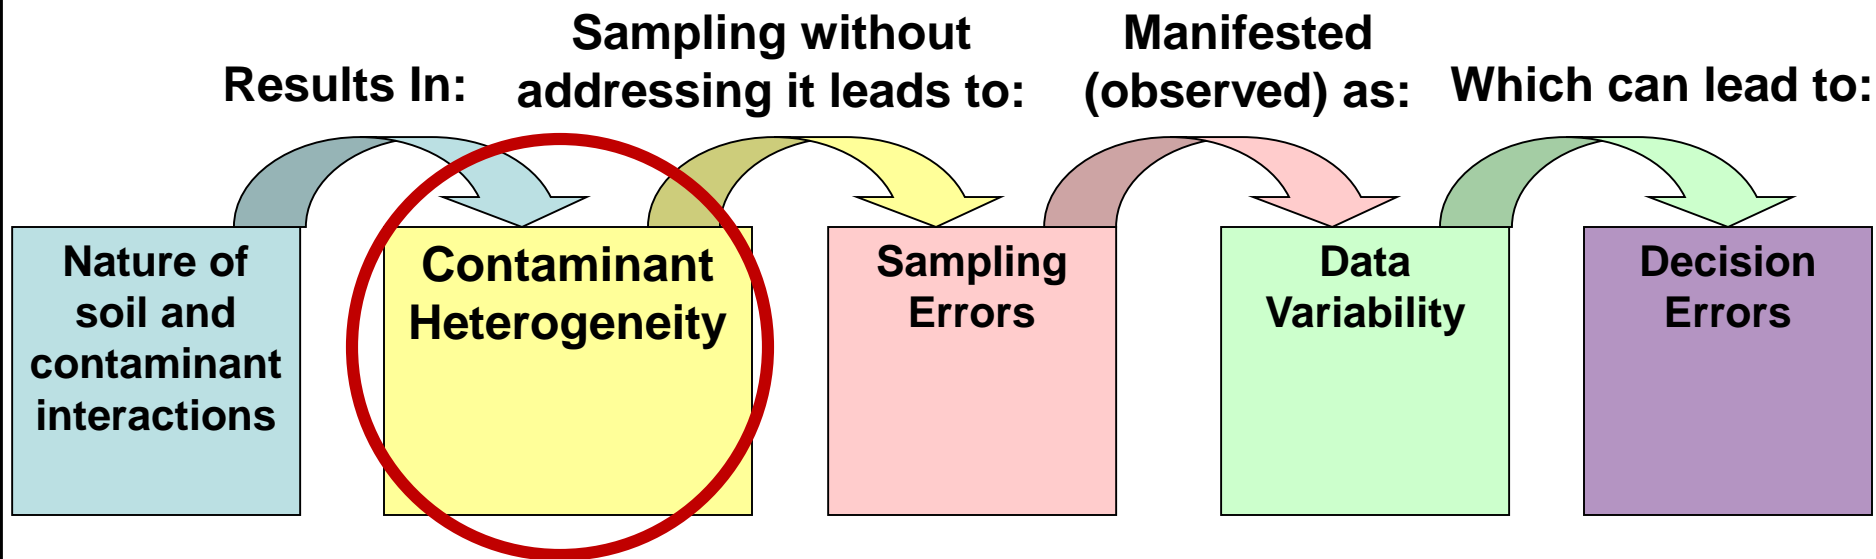 Results In:
Sampling without
addressing it leads to:
Manifested
(observed) as:
Which can lead to:
Nature of
soil and
contaminant
interactions
Contaminant
Heterogeneity
Sampling
Errors
Data
Variability
Decision
Errors